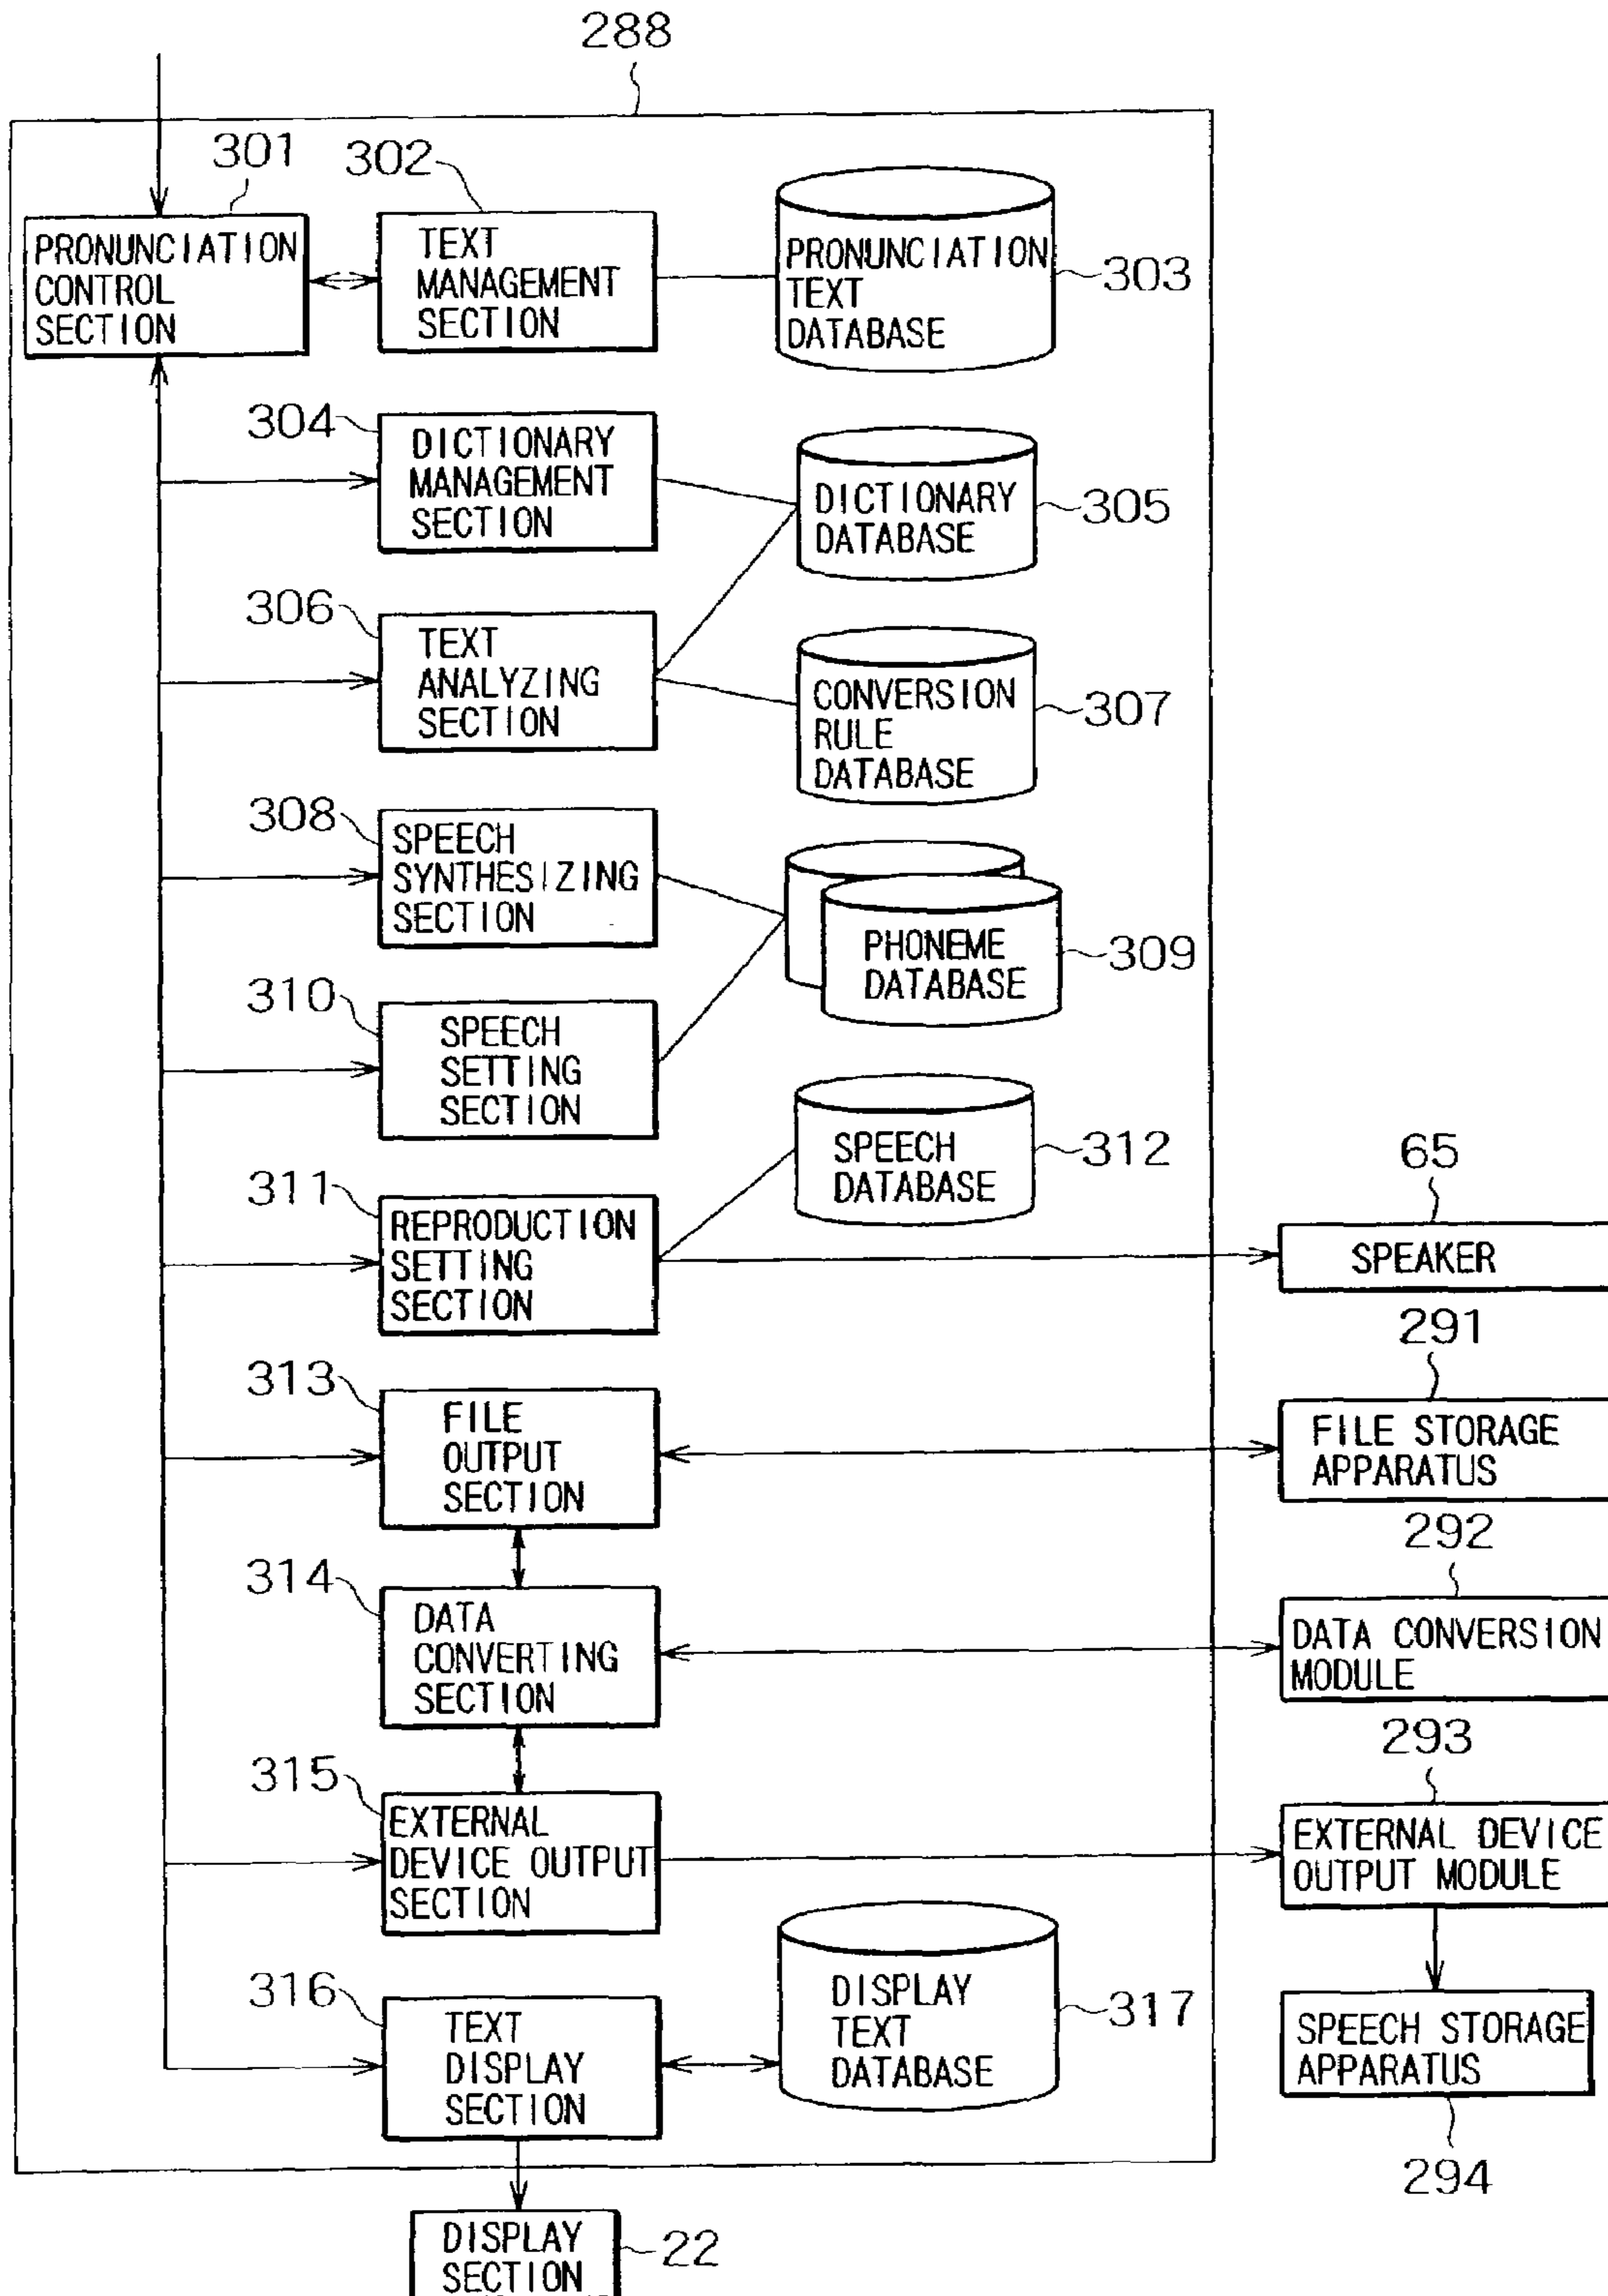 288
301
302
PRONUNCIATION
CONTROL
SECTION
TEXT
MANAGEMENT
SECTION
PRONUNCIATION
TEXT
DATABASE
303
304
DICTIONARY
MANAGEMENT
SECTION
DICTIONARY
DATABASE
305
306
TEXT
ANALYZING
SECTION
CONVERSION
RULE
DATABASE
307
308
SPEECH
SYNTHESIZING
SECTION
PHONEME
DATABASE
309
310
SPEECH
SETTING
SECTION
SPEECH
DATABASE
312
311
REPRODUCTION
SETTING
SECTION
65
SPEAKER
313
FILE
OUTPUT
SECTION
291
FILE STORAGE
APPARATUS
314
DATA
CONVERTING
SECTION
292
DATA CONVERSION
MODULE
315
EXTERNAL
DEVICE OUTPUT
SECTION
293
EXTERNAL DEVICE
OUTPUT MODULE
316
TEXT
DISPLAY
SECTION
DISPLAY
TEXT
DATABASE
317
SPEECH STORAGE
APPARATUS
294
DISPLAY
SECTION
22